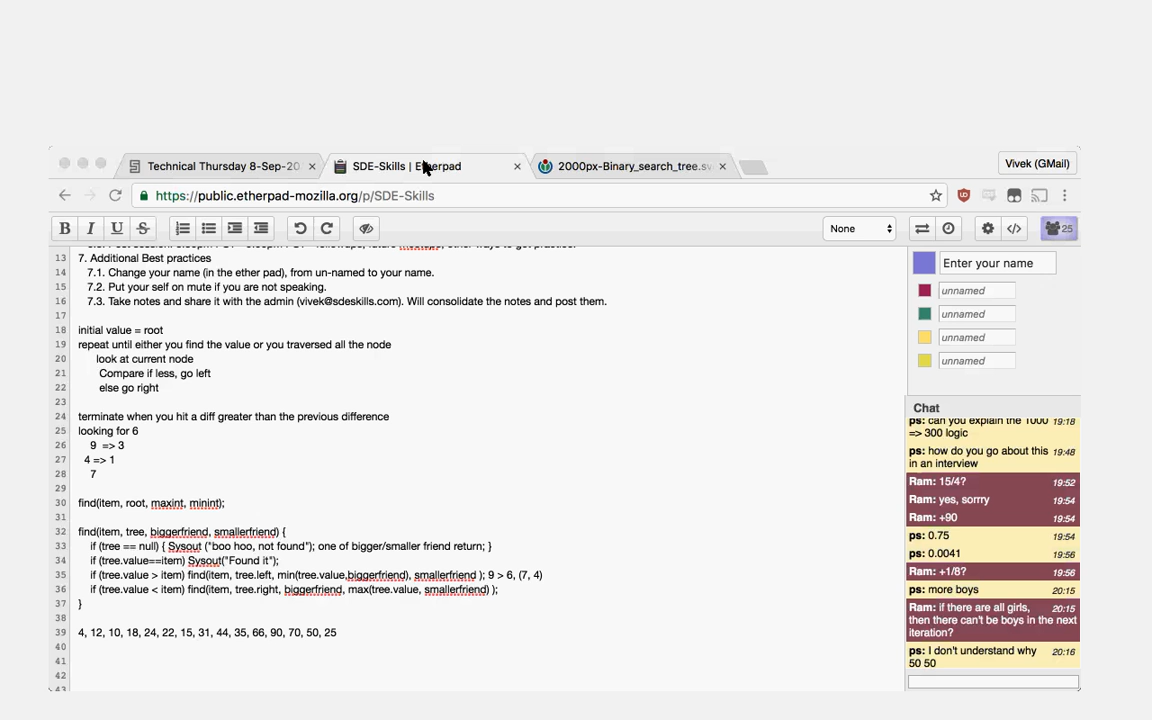 Technical Thursday 8-Sep-20
SDE-Skills | Etherpad
2000px-Binary_search_tree.sv
Vivek (GMail)
https://public.etherpad-mozilla.org/p/SDE-Skills
B I U S
None
25
13 7. Additional Best practices
14 7.1. Change your name (in the ether pad), from un-named to your name.
15 7.2. Put your self on mute if you are not speaking.
16 7.3. Take notes and share it with the admin (vivek@sdeskills.com). Will consolidate the notes and post them.
17
18 initial value = root
19 repeat until either you find the value or you traversed all the node
20 look at current node
21 Compare if less, go left
22 else go right
23
24 terminate when you hit a diff greater than the previous difference
25 looking for 6
26 9 => 3
27 4 => 1
28 7
29
30 find(item, root, maxint, minint);
31
32 find(item, tree, biggerfriend, smallerfriend) {
33 if (tree == null) { Sysout ("boo hoo, not found"); one of bigger/smaller friend return; }
34 if (tree.value==item) Sysout("Found it");
35 if (tree.value > item) find(item, tree.left, min(tree.value,biggerfriend), smallerfriend ); 9 > 6, (7, 4)
36 if (tree.value < item) find(item, tree.right, biggerfriend, max(tree.value, smallerfriend) );
37 }
38
39 4, 12, 10, 18, 24, 22, 15, 31, 44, 35, 66, 90, 70, 50, 25
40
41
42
43
Enter your name
unnamed
unnamed
unnamed
unnamed
Chat
ps: can you explain the 1000 19:18
=> 300 logic
ps: how do you go about this 19:48
in an interview
Ram: 15/4? 19:52
Ram: yes, sorrry 19:54
Ram: +90 19:54
ps: 0.75 19:54
ps: 0.0041 19:56
Ram: +1/8? 19:56
ps: more boys 20:15
Ram: if there are all girls, 20:15
then there can't be boys in the next
iteration?
ps: I don't understand why 20:16
50 50